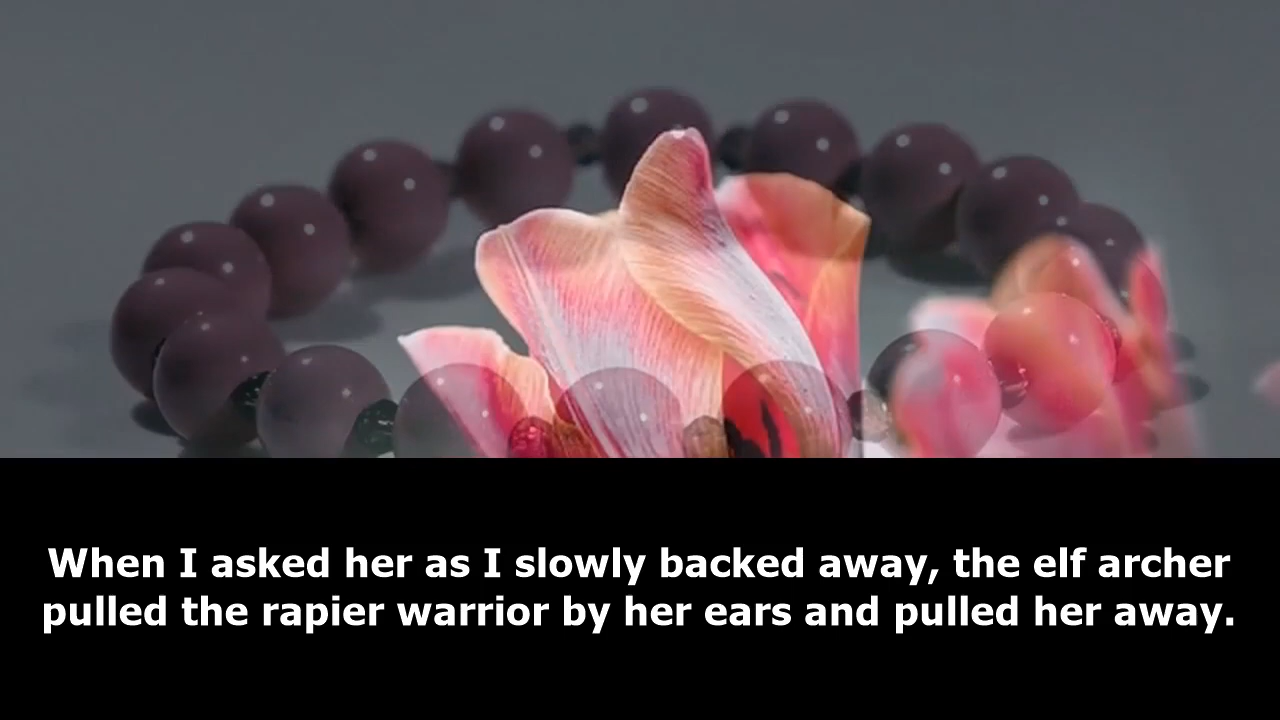 When I asked her as I slowly backed away, the elf archer
pulled the rapier warrior by her ears and pulled her away.